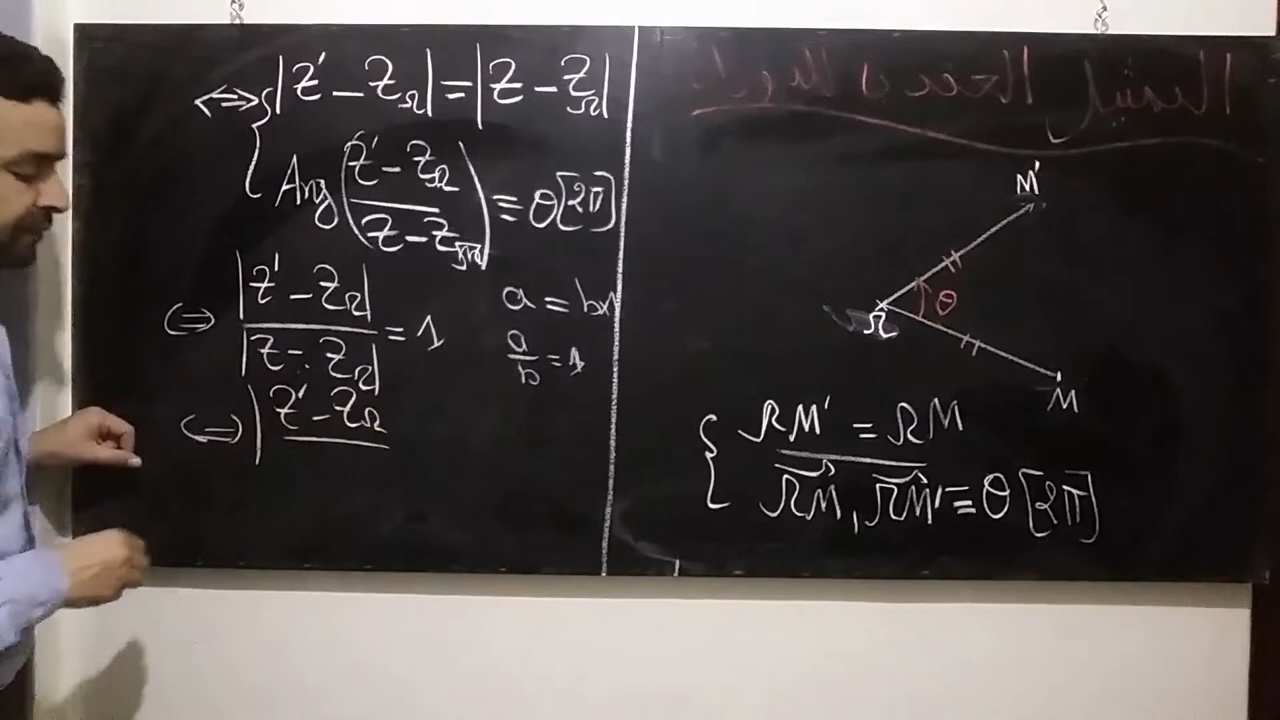 ⇔ { |Z' - Z_Ω| = |Z - Z_Ω|
Arg((Z' - Z_Ω)/(Z - Z_Ω)) ≡ θ[2π]
⇔ |Z' - Z_Ω|/|Z - Z_Ω| = 1
a = bx
a/b = 1
⇔ |Z' - Z_Ω
التمثيل العقدي للدوران
M'
θ
Ω
M
{ ΩM' = ΩM
ΩM⃗, ΩM⃗' ≡ θ[2π]